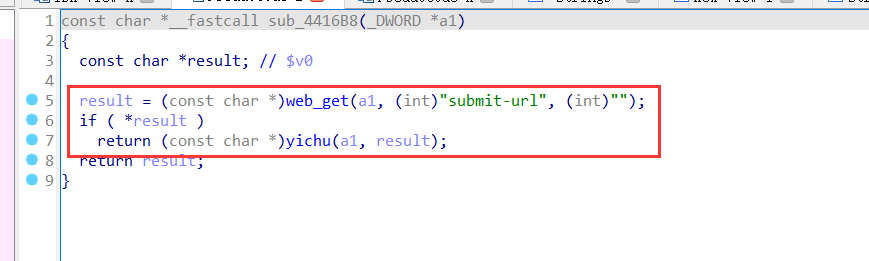 1 const char *__fastcall sub_4416B8(_DWORD *a1)
2 {
3 const char *result; // $v0
4
5 result = (const char *)web_get(a1, (int)"submit-url", (int)"");
6 if ( *result )
7 return (const char *)yichu(a1, result);
8 return result;
9 }